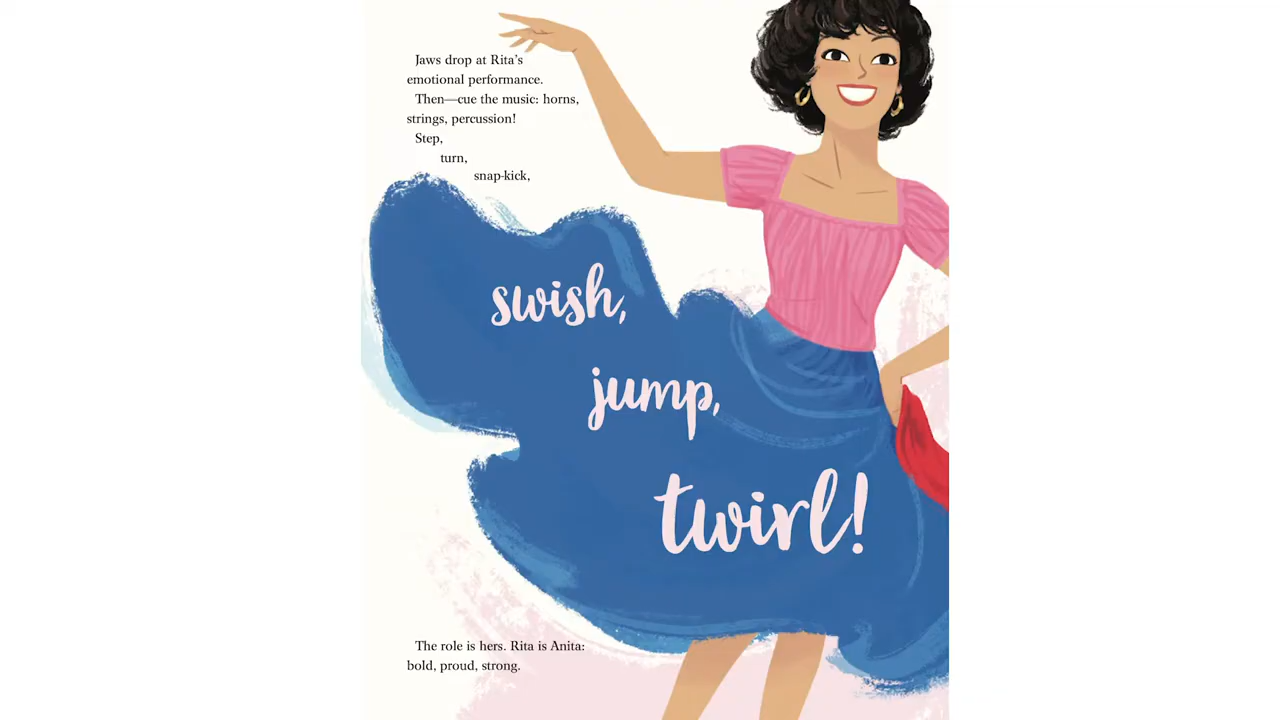 Jaws drop at Rita’s
emotional performance.
Then—cue the music: horns,
strings, percussion!
Step,
turn,
snap-kick,
swish,
jump,
twirl!
The role is hers. Rita is Anita:
bold, proud, strong.